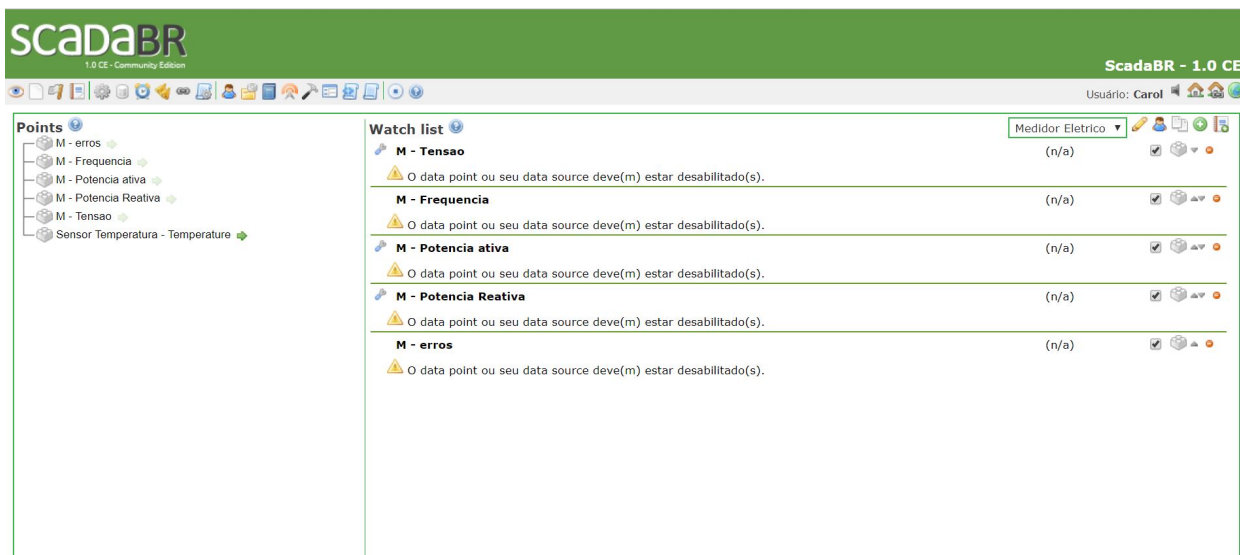 SCADABR
1.0 CE - Community Edition
ScadaBR - 1.0 CE
Usuário: Carol
Points
M - erros
M - Frequencia
M - Potencia ativa
M - Potencia Reativa
M - Tensao
Sensor Temperatura - Temperature
Watch list
Medidor Eletrico
M - Tensao (n/a)
O data point ou seu data source deve(m) estar desabilitado(s).
M - Frequencia (n/a)
O data point ou seu data source deve(m) estar desabilitado(s).
M - Potencia ativa (n/a)
O data point ou seu data source deve(m) estar desabilitado(s).
M - Potencia Reativa (n/a)
O data point ou seu data source deve(m) estar desabilitado(s).
M - erros (n/a)
O data point ou seu data source deve(m) estar desabilitado(s).